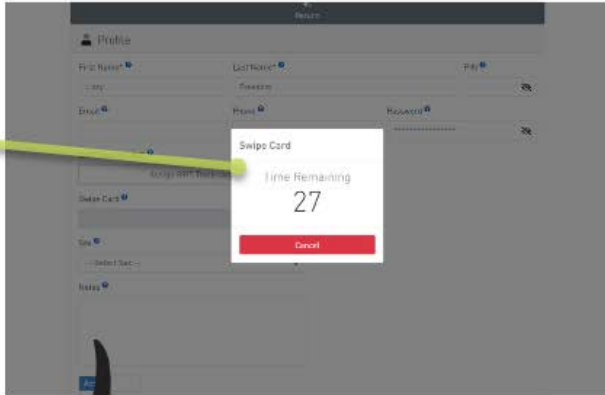 Return
Profile
First Name* Last Name* PIN
Email Phone Password
Swipe Card
Time Remaining
27
Cancel
Swipe Card
--- Select Sex ---
Notes